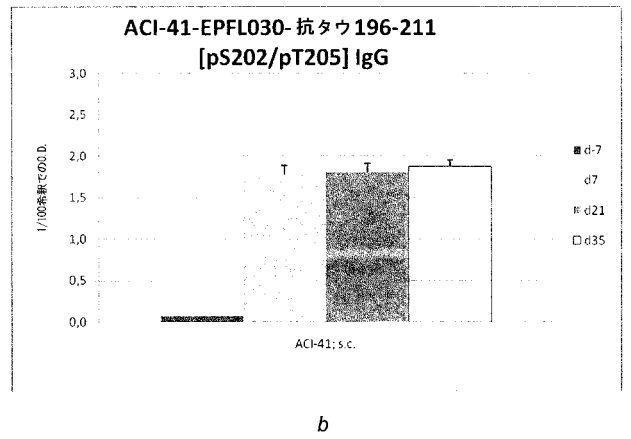 ACI-41-EPFL030-抗タウ196-211
[pS202/pT205] IgG
3,0
2,5
2,0
1,5
1,0
0,5
0,0
1/100希釈でのO.D.
ACI-41; s.c.
d-7
d7
d21
d35
b